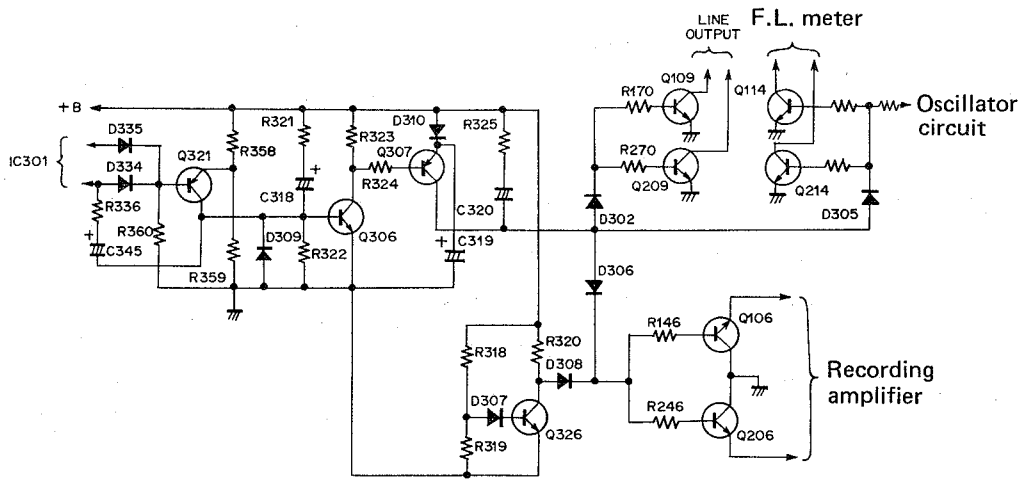 LINE
OUTPUT
F.L. meter
R170
Q109
Q114
Oscillator
circuit
R270
Q209
Q214
D302
D305
+B
D310
R325
R321
R323
D335
IC301
D334
Q321
R358
Q307
R324
C318
C320
R336
R360
D309
R322
Q306
C319
C345
R359
D306
R318
R320
D308
D307
Q326
R319
R146
Q106
R246
Q206
Recording
amplifier
+
+
+